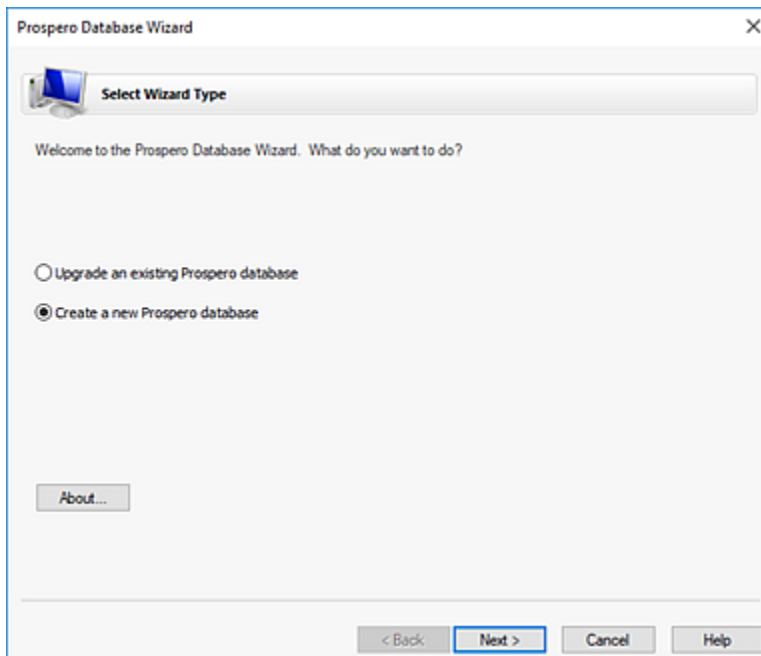 Prospero Database Wizard
Select Wizard Type
Welcome to the Prospero Database Wizard. What do you want to do?
Upgrade an existing Prospero database
Create a new Prospero database
About...
< Back Next > Cancel Help